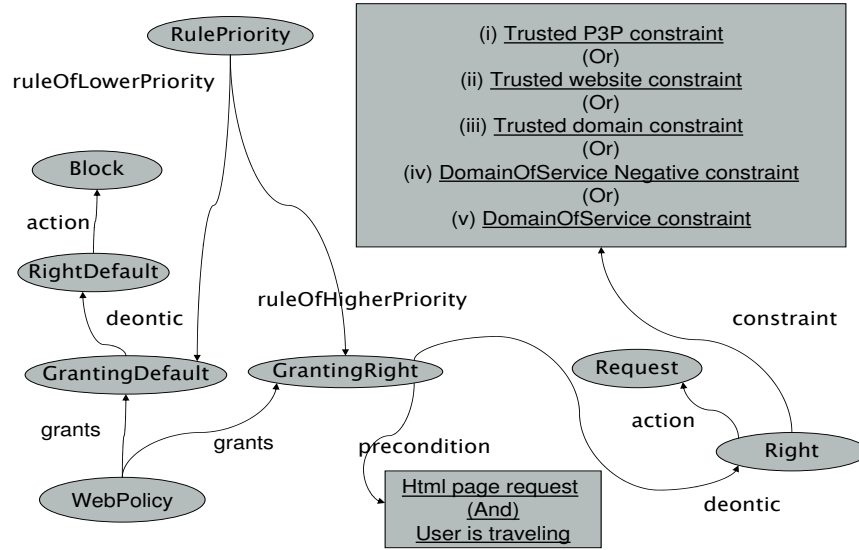 RulePriority
ruleOfLowerPriority
(i) Trusted P3P constraint
(Or)
(ii) Trusted website constraint
(Or)
(iii) Trusted domain constraint
(Or)
(iv) DomainOfService Negative constraint
(Or)
(v) DomainOfService constraint
Block
action
RightDefault
deontic
ruleOfHigherPriority
constraint
GrantingDefault
GrantingRight
Request
grants
grants
precondition
action
Right
WebPolicy
Html page request
(And)
User is traveling
deontic